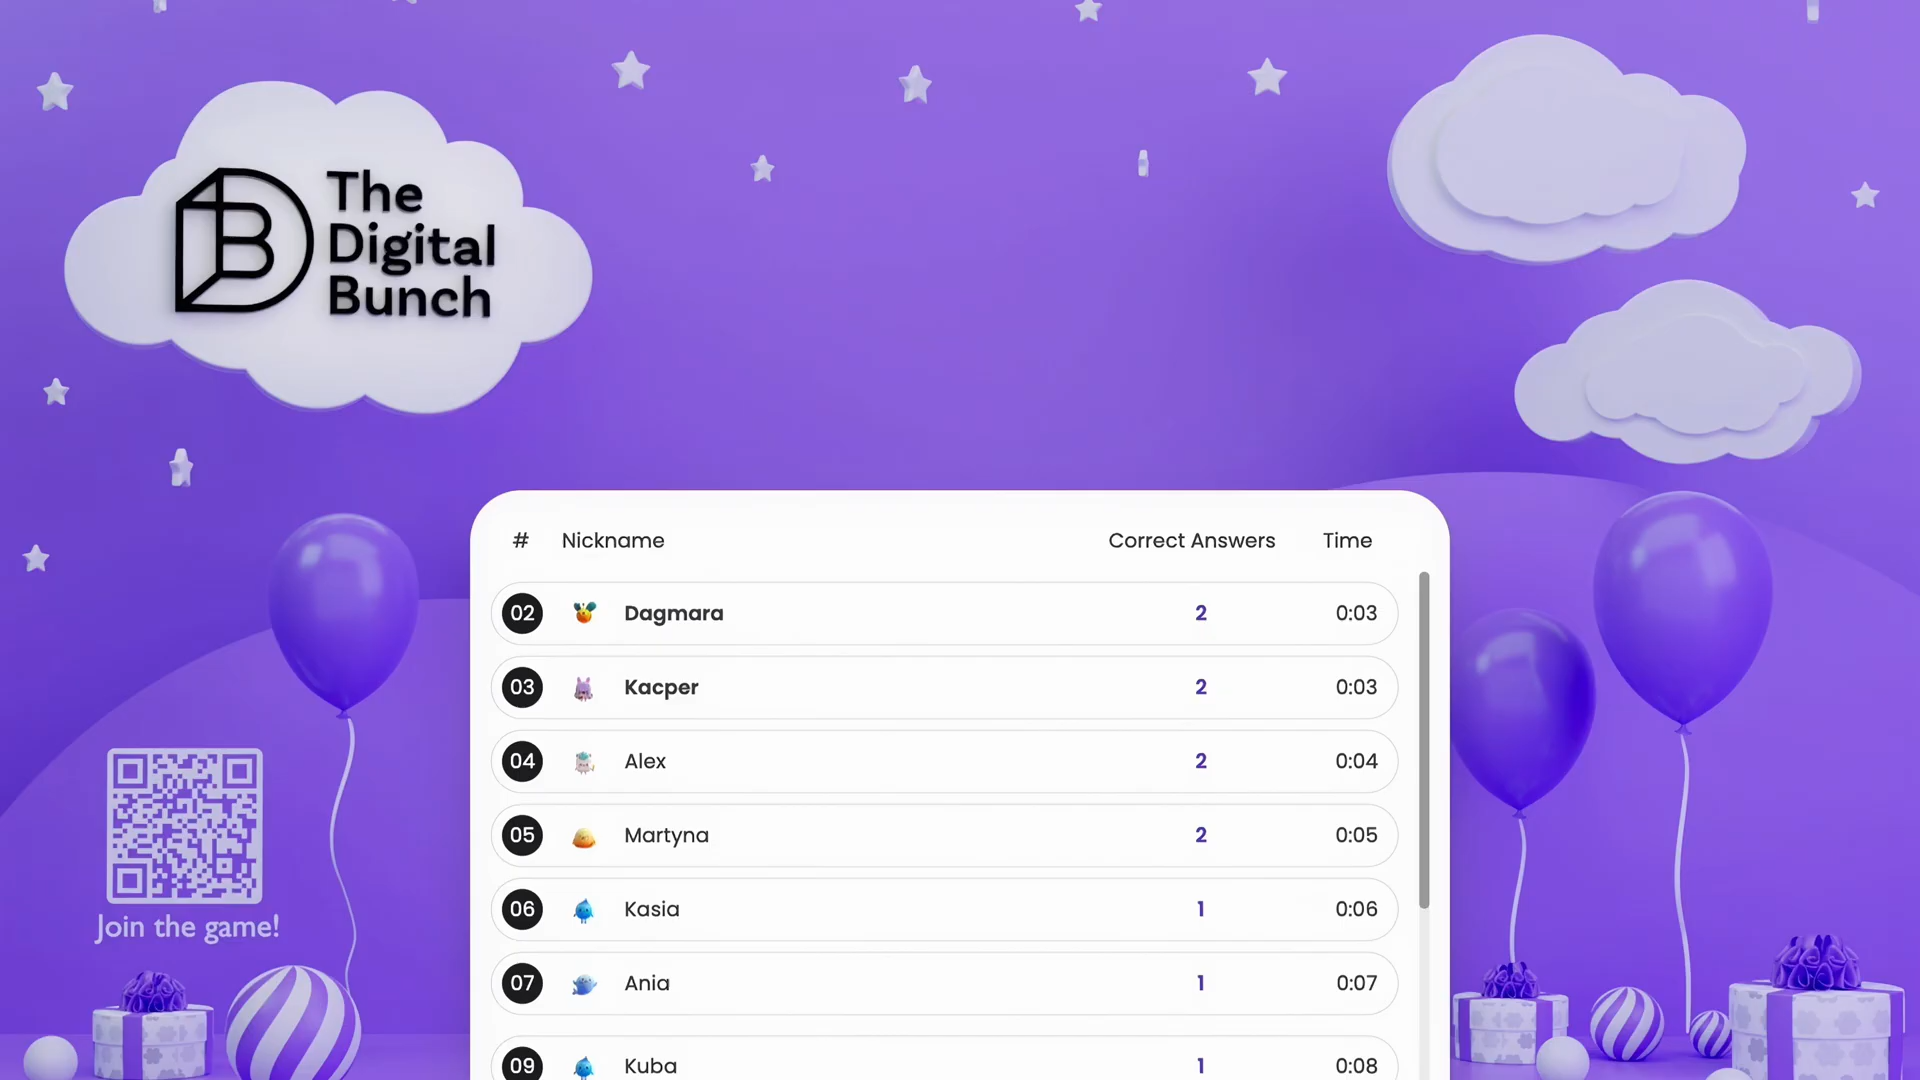 The
Digital
Bunch
# Nickname Correct Answers Time
02 Dagmara 2 0:03
03 Kacper 2 0:03
04 Alex 2 0:04
05 Martyna 2 0:05
06 Kasia 1 0:06
07 Ania 1 0:07
09 Kuba 1 0:08
Join the game!